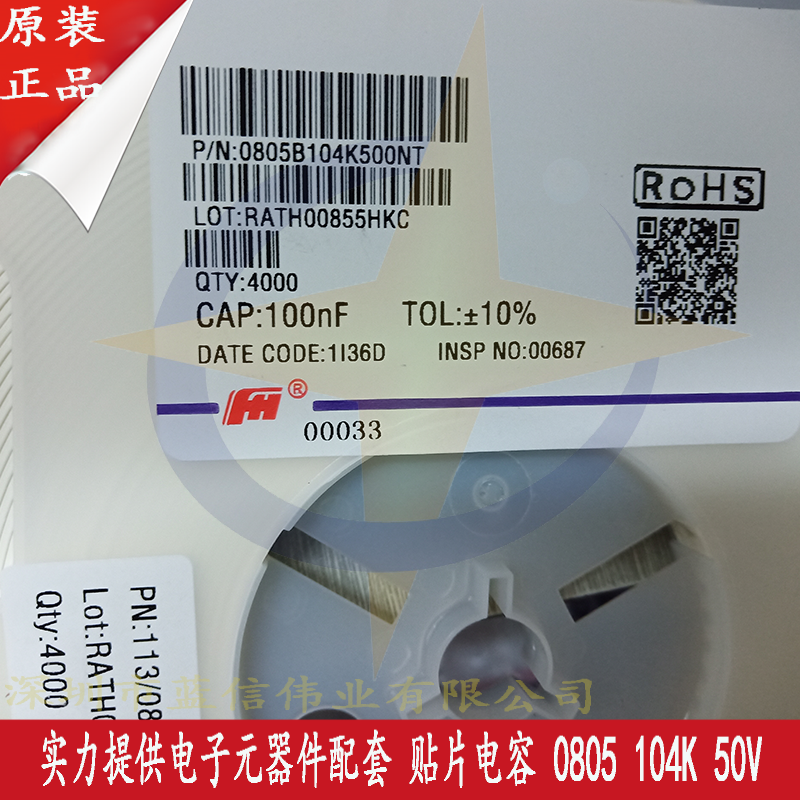 原装
正品
P/N:0805B104K500NT
LOT:RATH00855HKC
RoHS
QTY:4000
CAP:100nF TOL:±10%
DATE CODE:1I36D INSP NO:00687
FH®
00033
PN:113/08
Lot:RATH0
Qty:4000
深圳市蓝信伟业有限公司
实力提供电子元器件配套 贴片电容 0805 104K 50V